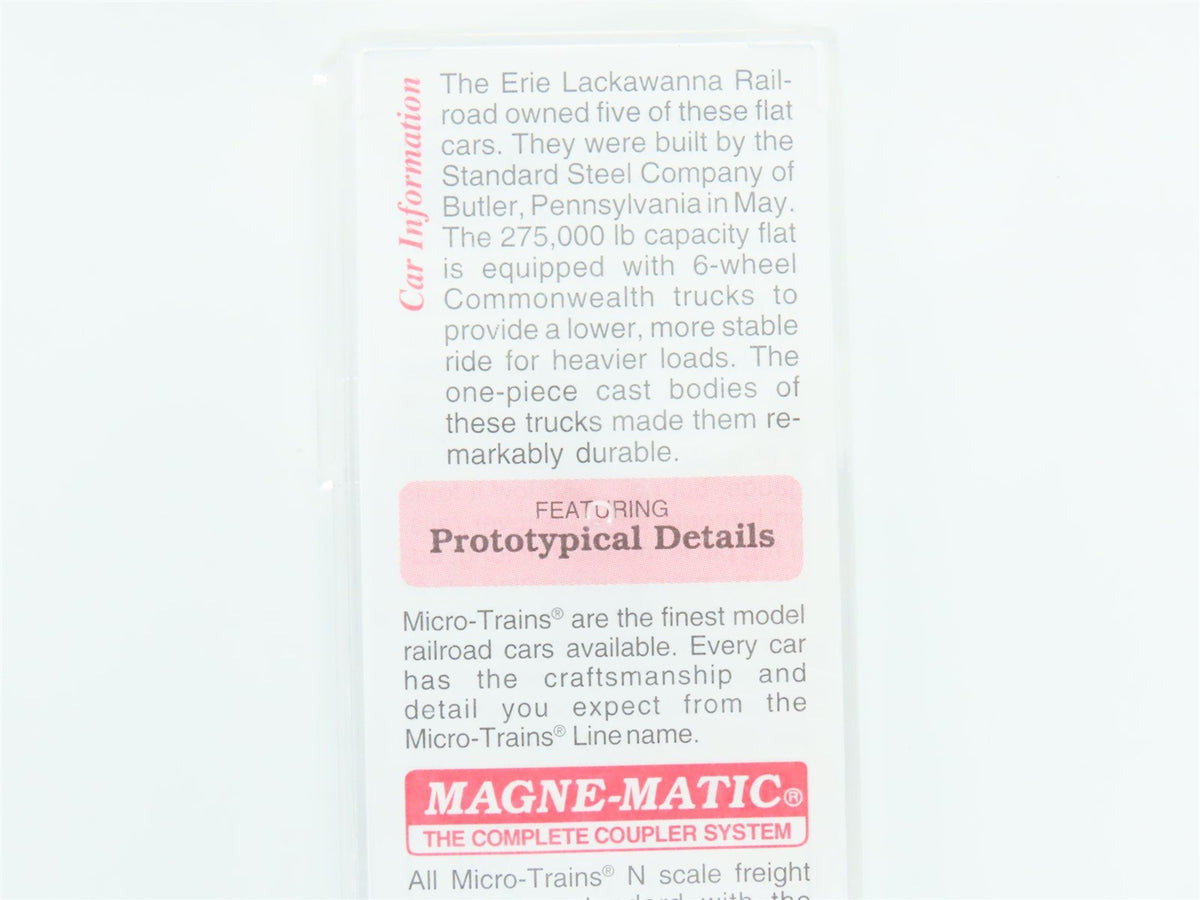 Car Information
The Erie Lackawanna Rail-
road owned five of these flat
cars. They were built by the
Standard Steel Company of
Butler, Pennsylvania in May.
The 275,000 lb capacity flat
is equipped with 6-wheel
Commonwealth trucks to
provide a lower, more stable
ride for heavier loads. The
one-piece cast bodies of
these trucks made them re-
markably durable.
FEATURING
Prototypical Details
Micro-Trains® are the finest model
railroad cars available. Every car
has the craftsmanship and
detail you expect from the
Micro-Trains® Line name.
MAGNE-MATIC®
THE COMPLETE COUPLER SYSTEM
All Micro-Trains® N scale freight
standard with the